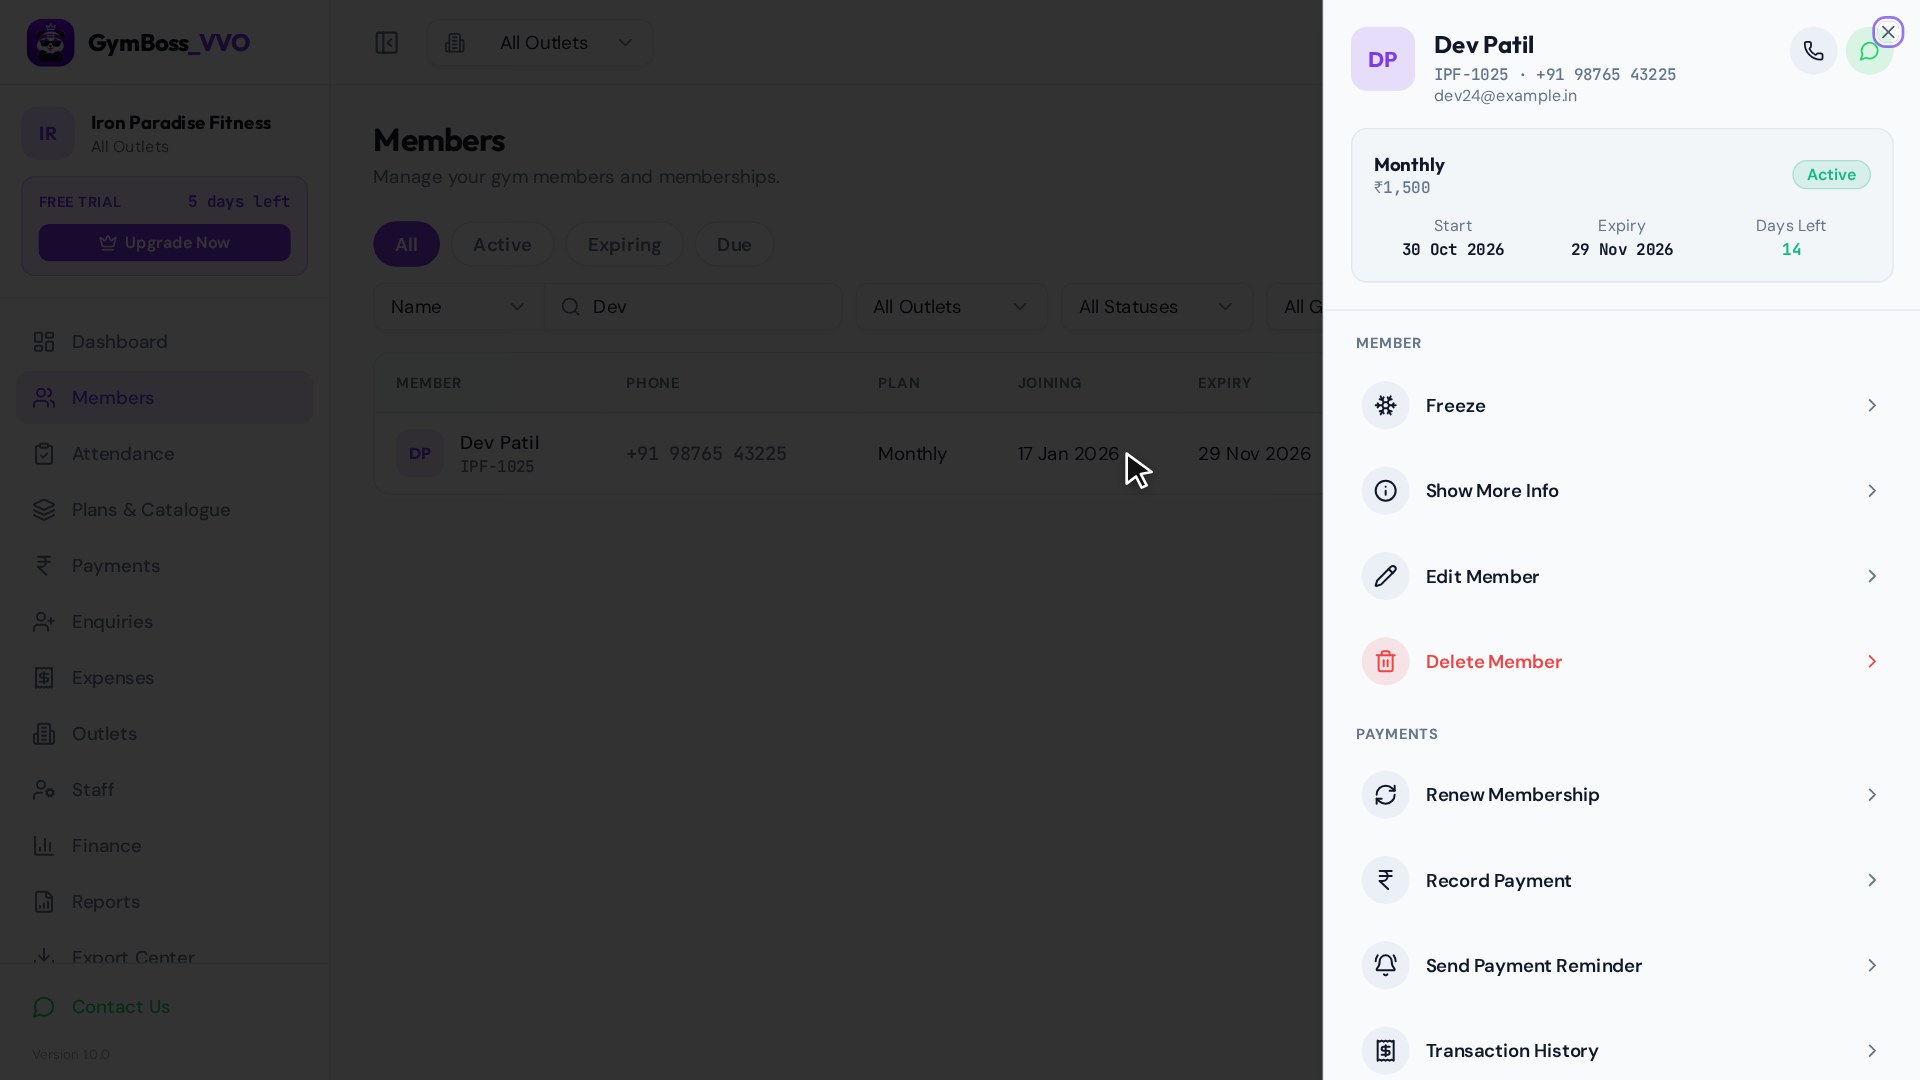 GymBoss_VVO
All Outlets
IR
Iron Paradise Fitness
All Outlets
FREE TRIAL
5 days left
Upgrade Now
Dashboard
Members
Attendance
Plans & Catalogue
Payments
Enquiries
Expenses
Outlets
Staff
Finance
Reports
Export Center
Contact Us
Version 1.0.0
Members
Manage your gym members and memberships.
All
Active
Expiring
Due
Name
Dev
All Outlets
All Statuses
All G
MEMBER
PHONE
PLAN
JOINING
EXPIRY
DP
Dev Patil
IPF-1025
+91 98765 43225
Monthly
17 Jan 2026
29 Nov 2026
DP
Dev Patil
IPF-1025 · +91 98765 43225
dev24@example.in
Monthly
₹1,500
Active
Start
Expiry
Days Left
30 Oct 2026
29 Nov 2026
14
MEMBER
Freeze
Show More Info
Edit Member
Delete Member
PAYMENTS
Renew Membership
Record Payment
Send Payment Reminder
Transaction History